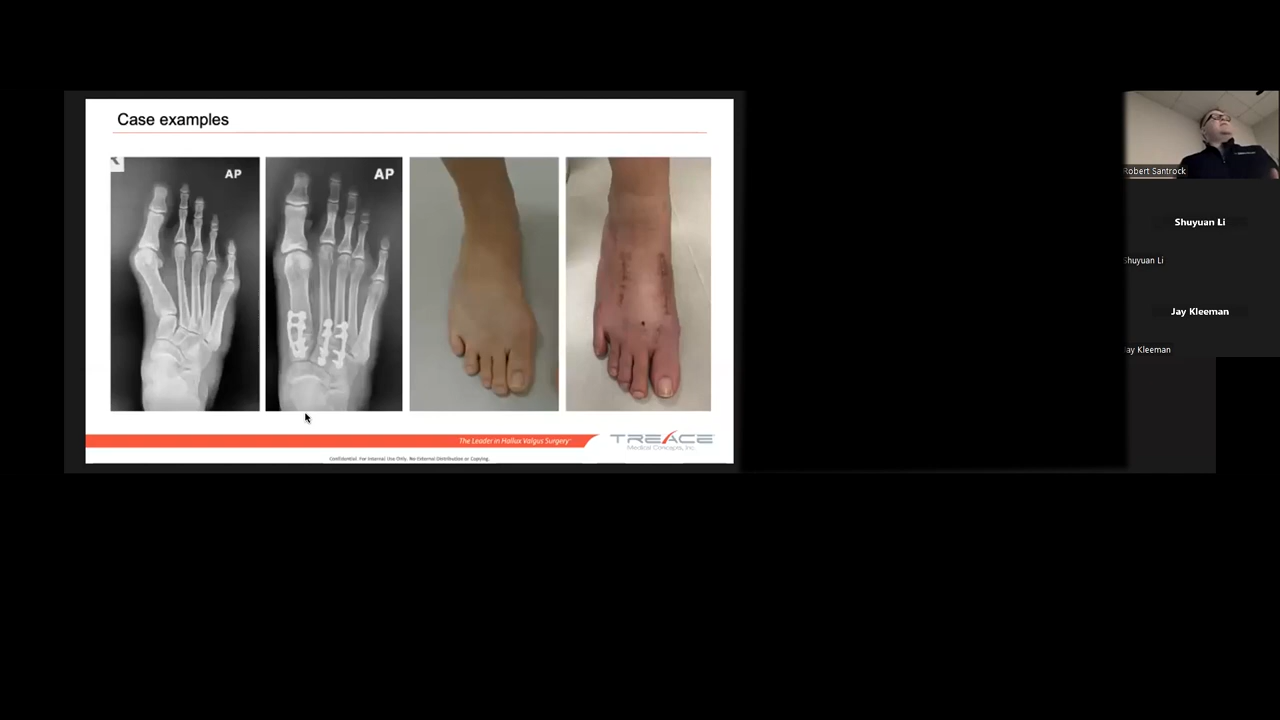 Case examples
AP
AP
The Leader in Hallux Valgus Surgery
TREACE
Medical Concepts, Inc.
Confidential. For Internal Use Only. No External Distribution or Copying.
Robert Santrock
Shuyuan Li
Shuyuan Li
Jay Kleeman
Jay Kleeman